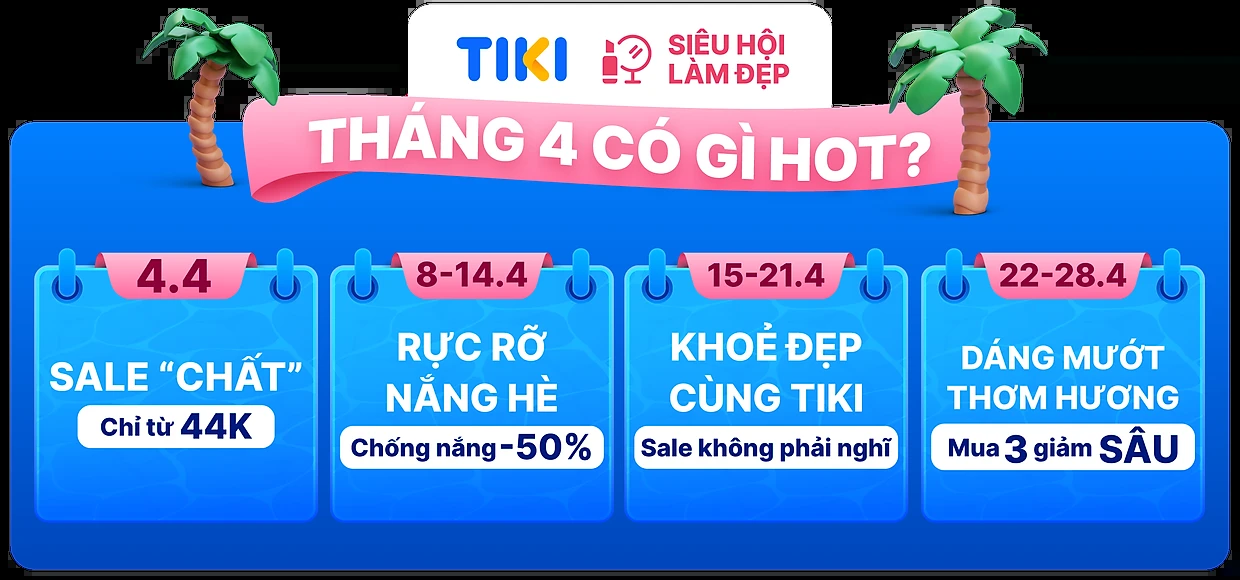 TIKI
SIÊU HỘI
LÀM ĐẸP
THÁNG 4 CÓ GÌ HOT?
4.4
SALE “CHẤT”
Chỉ từ 44K
8-14.4
RỰC RỠ
NẮNG HÈ
Chống nắng -50%
15-21.4
KHOẺ ĐẸP
CÙNG TIKI
Sale không phải nghĩ
22-28.4
DÁNG MƯỚT
THƠM HƯƠNG
Mua 3 giảm SÂU